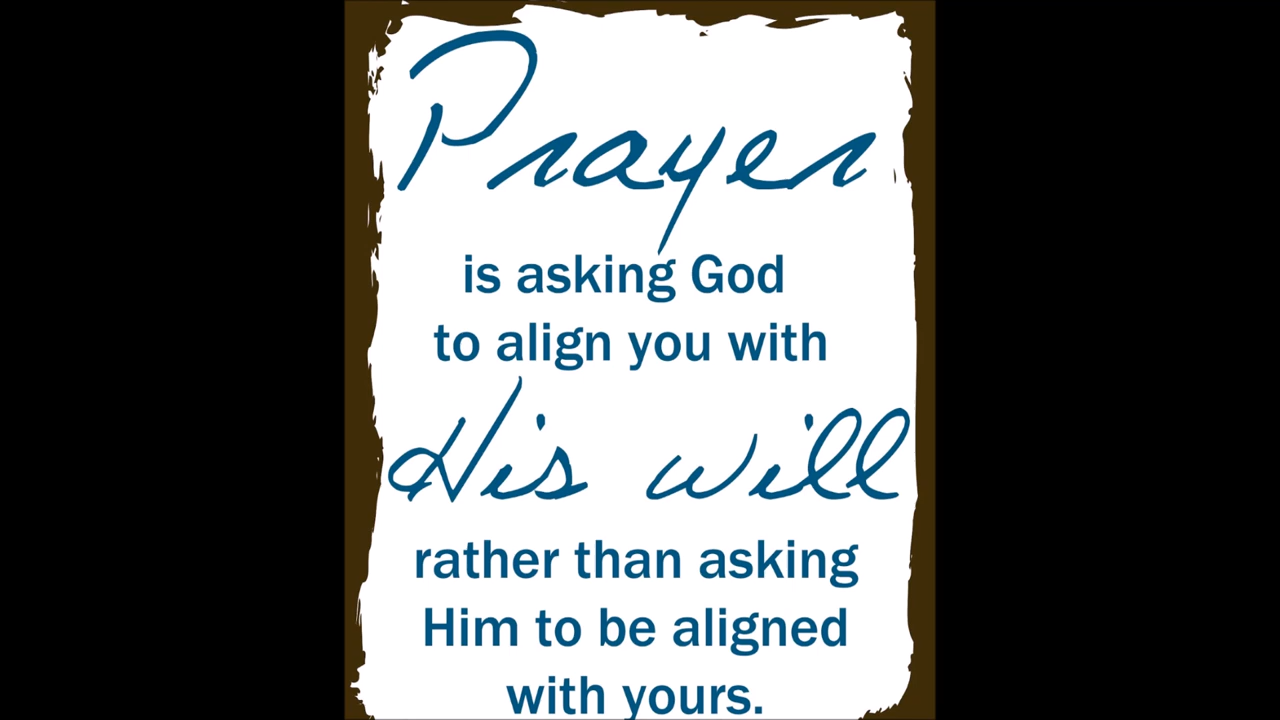 Prayer
is asking God
to align you with
His will
rather than asking
Him to be aligned
with yours.